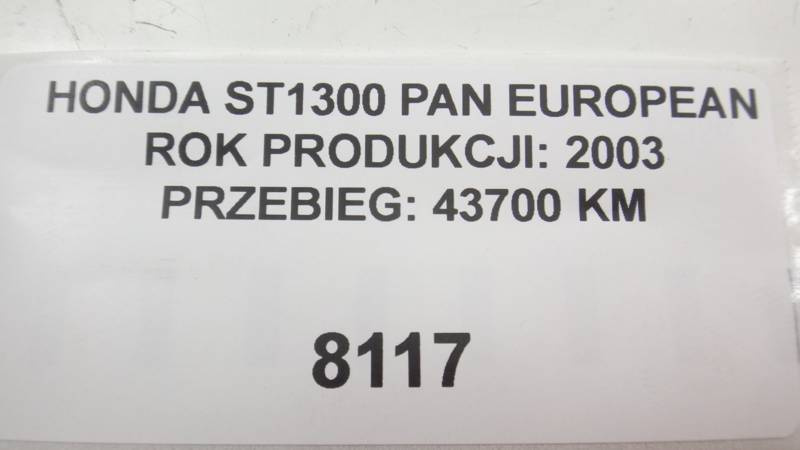 HONDA ST1300 PAN EUROPEAN
ROK PRODUKCJI: 2003
PRZEBIEG: 43700 KM
8117